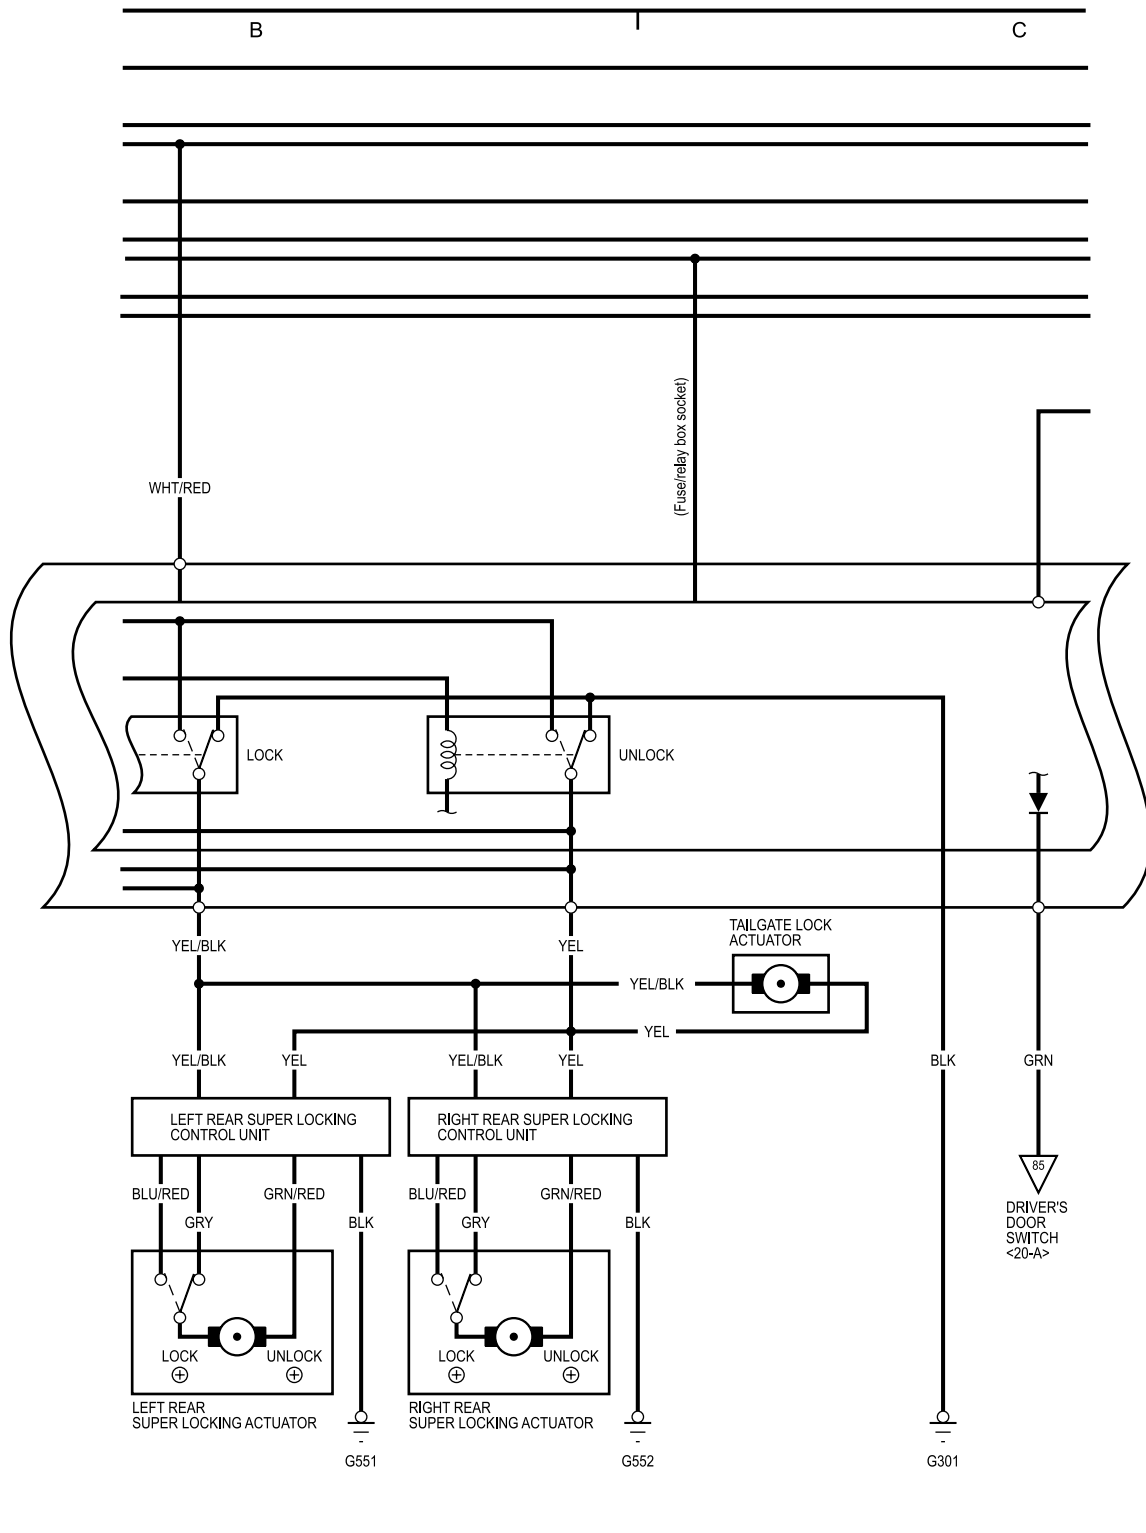 B
C
(Fuse/relay box socket)
WHT/RED
LOCK
UNLOCK
TAILGATE LOCK
ACTUATOR
YEL/BLK
YEL
YEL/BLK
YEL
YEL/BLK
YEL
YEL/BLK
YEL
BLK
GRN
LEFT REAR SUPER LOCKING
CONTROL UNIT
RIGHT REAR SUPER LOCKING
CONTROL UNIT
85
BLU/RED
GRN/RED
BLU/RED
GRN/RED
GRY
BLK
GRY
BLK
DRIVER'S
DOOR
SWITCH
<20-A>
LOCK
UNLOCK
LOCK
UNLOCK
LEFT REAR
SUPER LOCKING ACTUATOR
RIGHT REAR
SUPER LOCKING ACTUATOR
G551
G552
G301